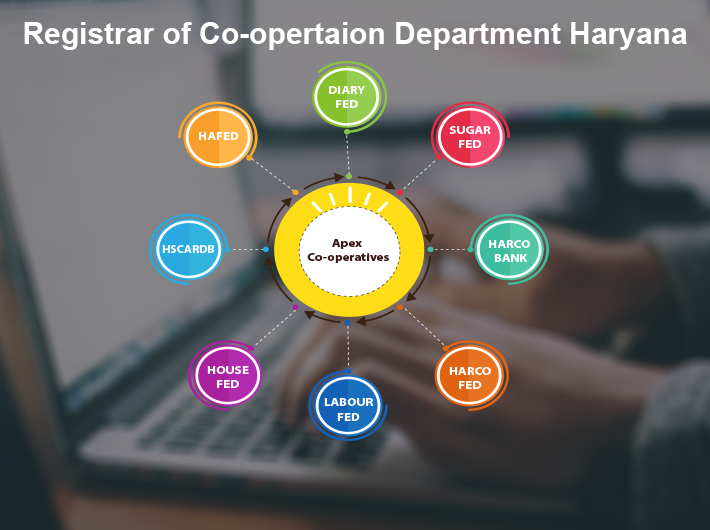 Registrar of Co-opertaion Department Haryana
DIARY
FED
HAFED
SUGAR
FED
Apex
Co-operatives
HSCARDB
HARCO
BANK
HOUSE
FED
HARCO
FED
LABOUR
FED